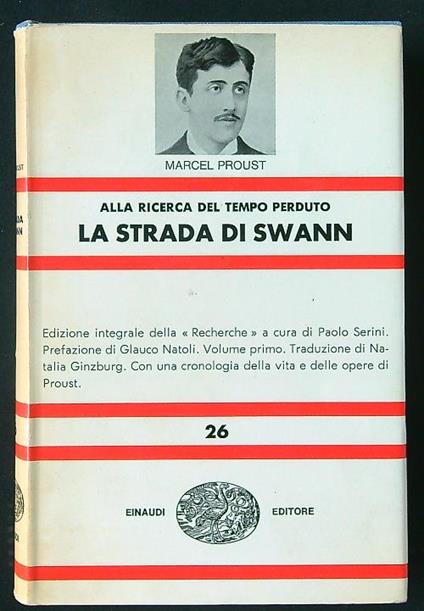 MARCEL PROUST
ALLA RICERCA DEL TEMPO PERDUTO
LA STRADA DI SWANN
Edizione integrale della « Recherche » a cura di Paolo Serini.
Prefazione di Glauco Natoli. Volume primo. Traduzione di Na-
talia Ginzburg. Con una cronologia della vita e delle opere di
Proust.
26
EINAUDI EDITORE